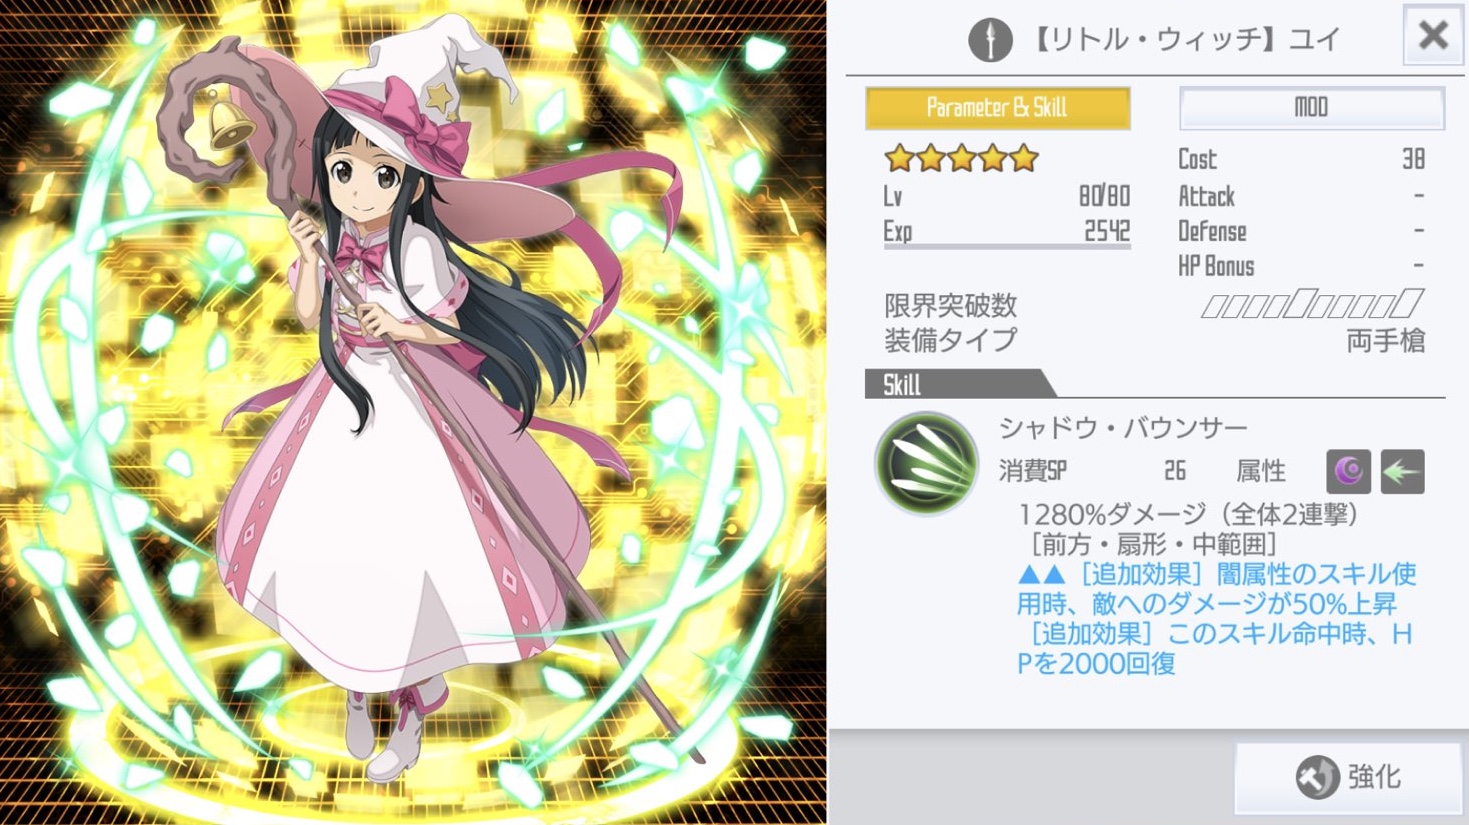 【リトル・ウィッチ】ユイ
Parameter & Skill
MOD
Lv 80/80
Exp 2542
Cost 38
Attack -
Defense -
HP Bonus -
限界突破数
装備タイプ 両手槍
Skill
シャドウ・バウンサー
消費SP 26 属性
1280%ダメージ（全体2連撃）
［前方・扇形・中範囲］
▲▲［追加効果］闇属性のスキル使
用時、敵へのダメージが50%上昇
［追加効果］このスキル命中時、H
Pを2000回復
強化